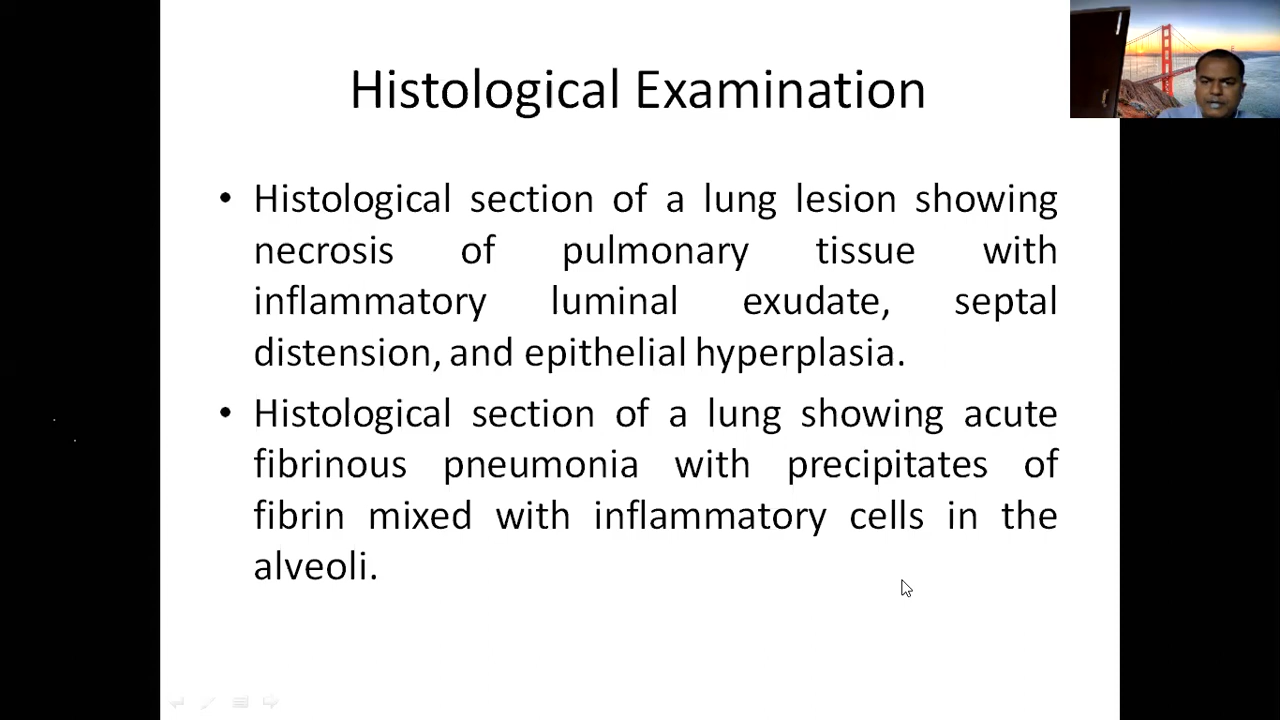 Histological Examination
• Histological section of a lung lesion showing
necrosis of pulmonary tissue with
inflammatory luminal exudate, septal
distension, and epithelial hyperplasia.
• Histological section of a lung showing acute
fibrinous pneumonia with precipitates of
fibrin mixed with inflammatory cells in the
alveoli.